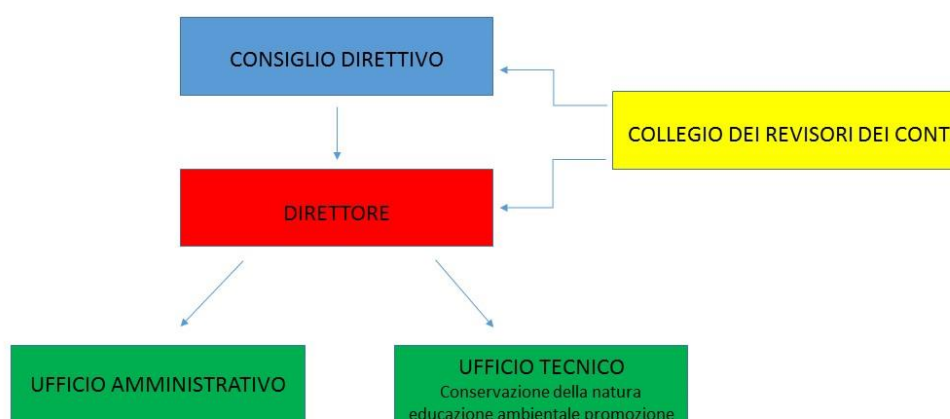 CONSIGLIO DIRETTIVO
COLLEGIO DEI REVISORI DEI CONT
DIRETTORE
UFFICIO AMMINISTRATIVO
UFFICIO TECNICO
Conservazione della natura
educazione ambientale promozione